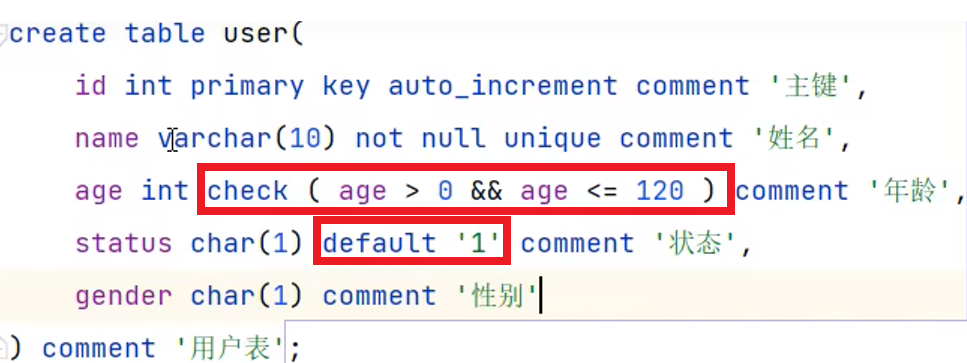 create table user(
id int primary key auto_increment comment '主键',
name varchar(10) not null unique comment '姓名',
age int check ( age > 0 && age <= 120 ) comment '年龄',
status char(1) default '1' comment '状态',
gender char(1) comment '性别'
) comment '用户表';